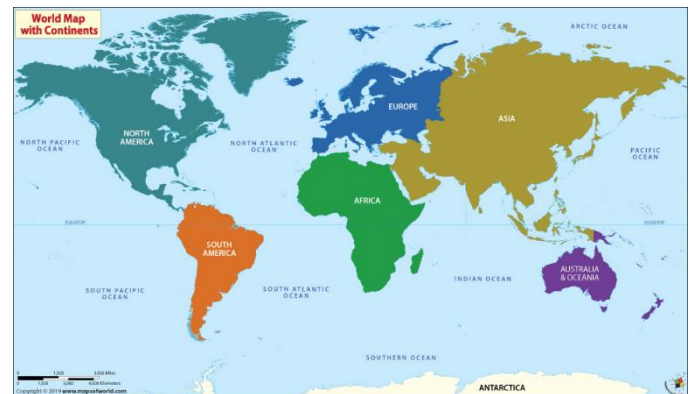 World Map
with Continents
ARCTIC OCEAN
EUROPE
ASIA
NORTH
AMERICA
NORTH PACIFIC
OCEAN
NORTH ATLANTIC
OCEAN
PACIFIC
OCEAN
AFRICA
EQUATOR
EQUATOR
SOUTH
AMERICA
AUSTRALIA
& OCEANIA
INDIAN OCEAN
SOUTH PACIFIC
OCEAN
SOUTH ATLANTIC
OCEAN
SOUTHERN OCEAN
ANTARCTICA
Copyright © 2019 www.mapsofworld.com